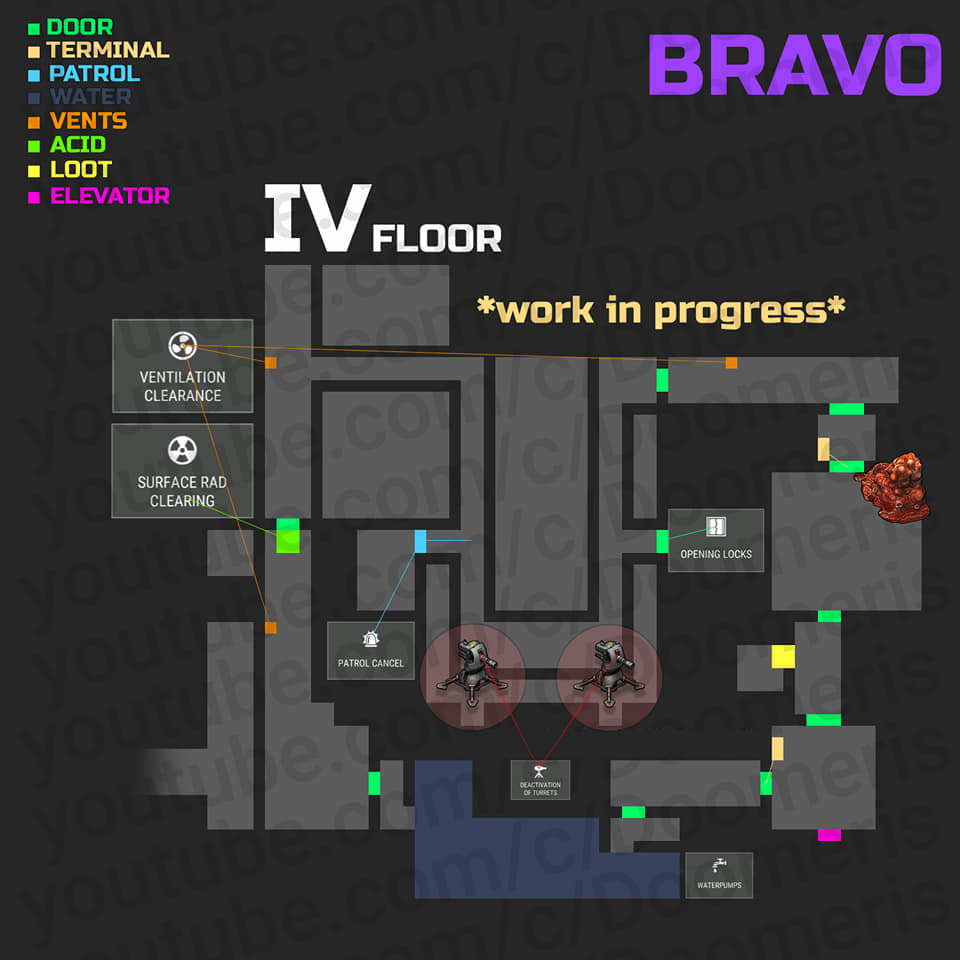 DOOR
TERMINAL
PATROL
WATER
VENTS
ACID
LOOT
ELEVATOR
BRAVO
IV FLOOR
*work in progress*
VENTILATION
CLEARANCE
SURFACE RAD
CLEARING
OPENING LOCKS
PATROL CANCEL
DEACTIVATION
OF TURRETS
WATERPUMPS
youtube.com/c/Doomeris